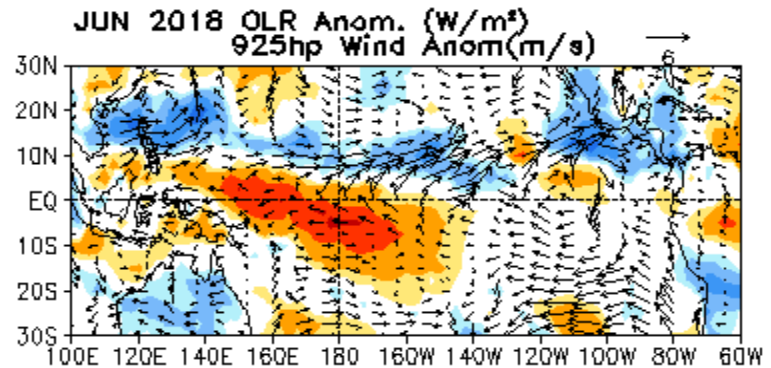 JUN 2018 OLR Anom. (W/m²)
925hp Wind Anom(m/s)
6
30N
20N
10N
EQ
10S
20S
30S
100E 120E 140E 160E 180 160W 140W 120W 100W 80W 60W